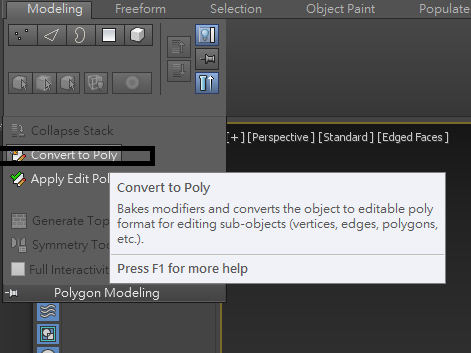 Modeling Freeform Selection Object Paint Populate
Collapse Stack
[+] [Perspective ] [Standard ] [Edged Faces ]
Convert to Poly
Apply Edit Pol
Convert to Poly
Bakes modifiers and converts the object to editable poly
format for editing sub-objects (vertices, edges, polygons,
etc.).
Press F1 for more help
Generate Top
Symmetry Too
Full Interactivit
Polygon Modeling